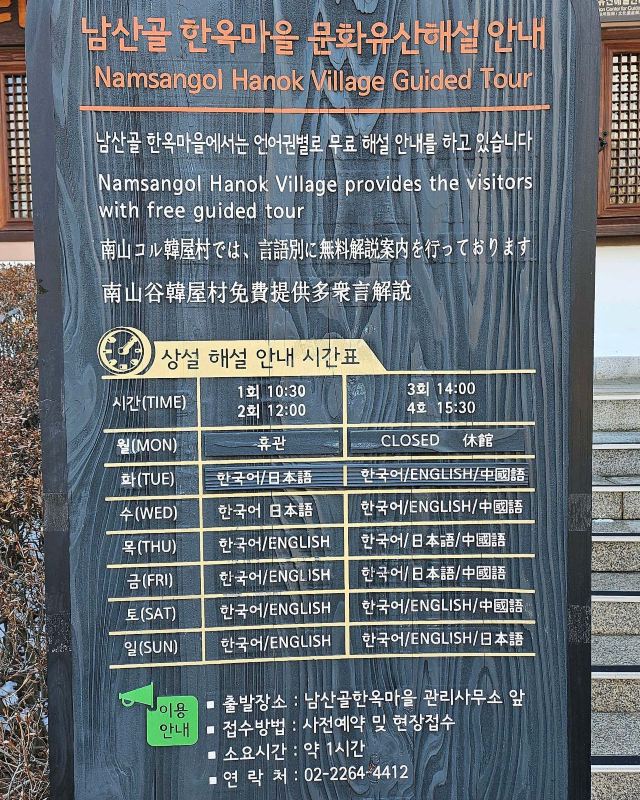 남산골 한옥마을 문화유산해설 안내
Namsangol Hanok Village Guided Tour
남산골 한옥마을에서는 언어권별로 무료 해설 안내를 하고 있습니다
Namsangol Hanok Village provides the visitors
with free guided tour
南山コル韓屋村では、言語別に無料解説案内を行っております
南山谷韓屋村免費提供多衆言解說
상설 해설 안내 시간표
시간(TIME) 1회 10:30 2회 12:00 3회 14:00 4호 15:30
월(MON) 휴관 CLOSED 休館
화(TUE) 한국어/日本語 한국어/ENGLISH/中國語
수(WED) 한국어 日本語 한국어/ENGLISH/中國語
목(THU) 한국어/ENGLISH 한국어/日本語/中國語
금(FRI) 한국어/ENGLISH 한국어/日本語/中國語
토(SAT) 한국어/ENGLISH 한국어/ENGLISH/中國語
일(SUN) 한국어/ENGLISH 한국어/ENGLISH/日本語
이용
안내
■ 출발장소 : 남산골한옥마을 관리사무소 앞
■ 접수방법 : 사전예약 및 현장접수
■ 소요시간 : 약 1시간
■ 연 락 처 : 02-2264-4412